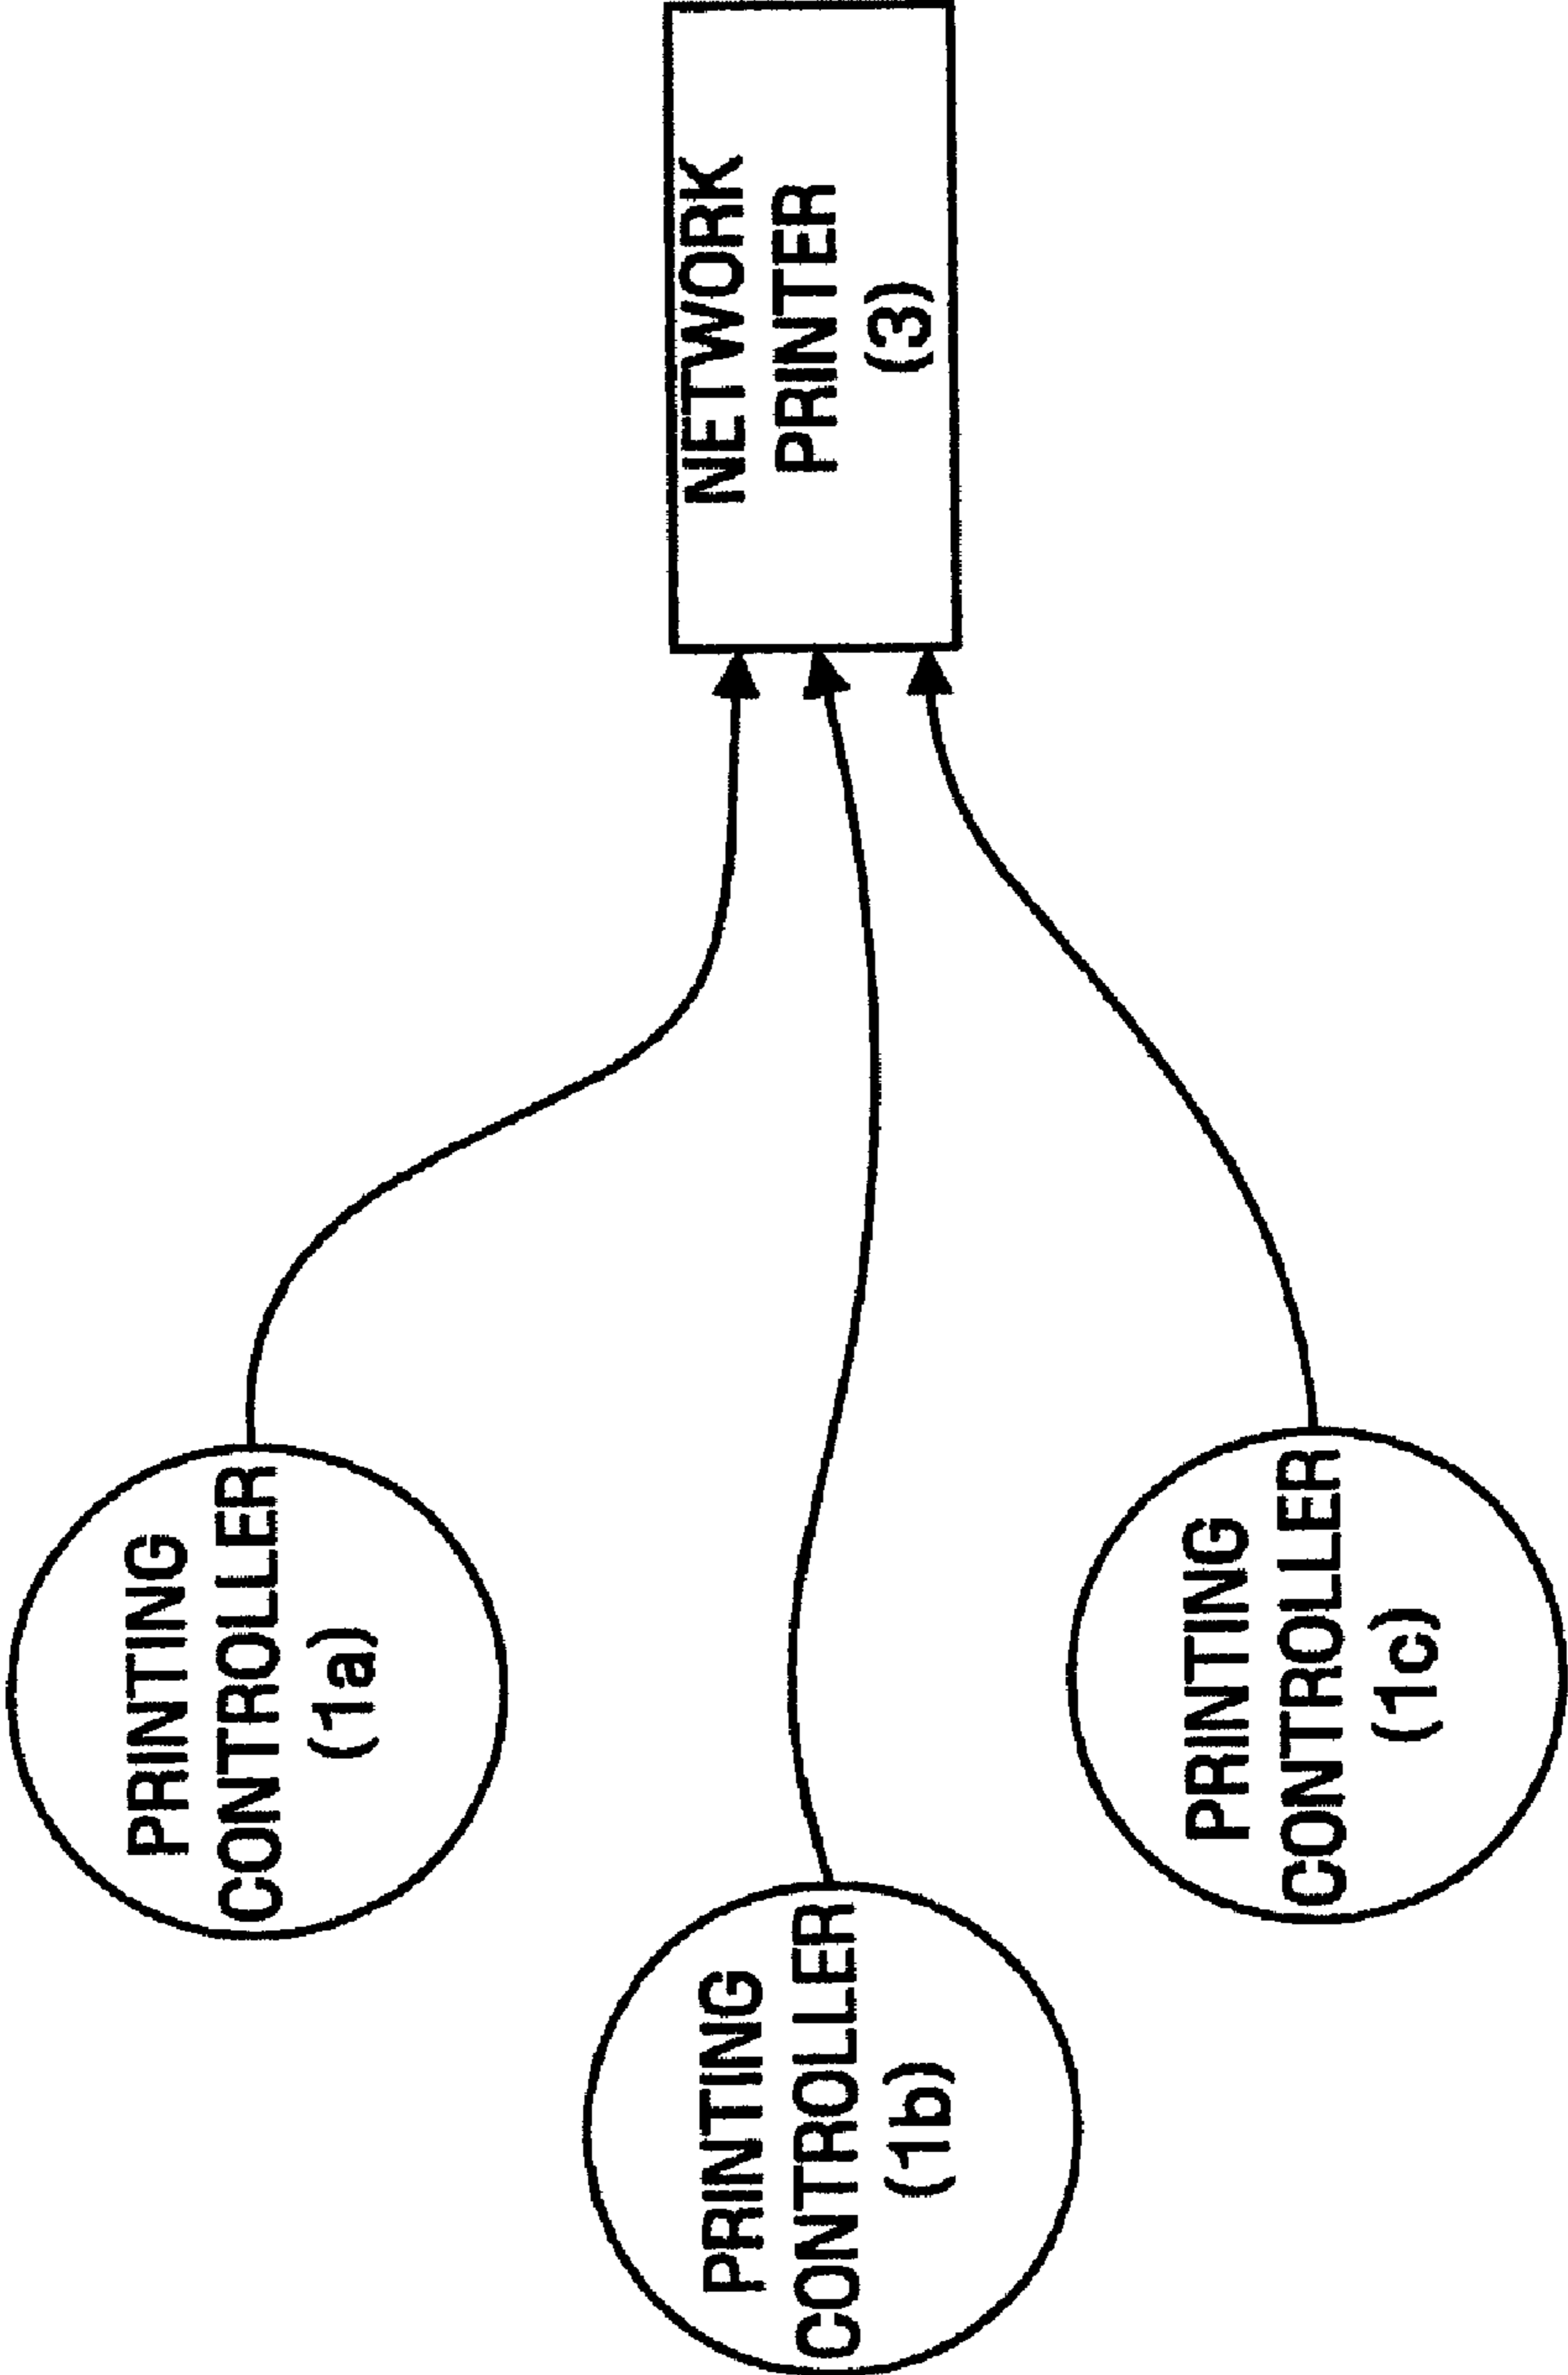 PRINTING
CONTROLLER
(1a)
NETWORK
PRINTER
(3)
PRINTING
CONTROLLER
(1b)
PRINTING
CONTROLLER
(1c)